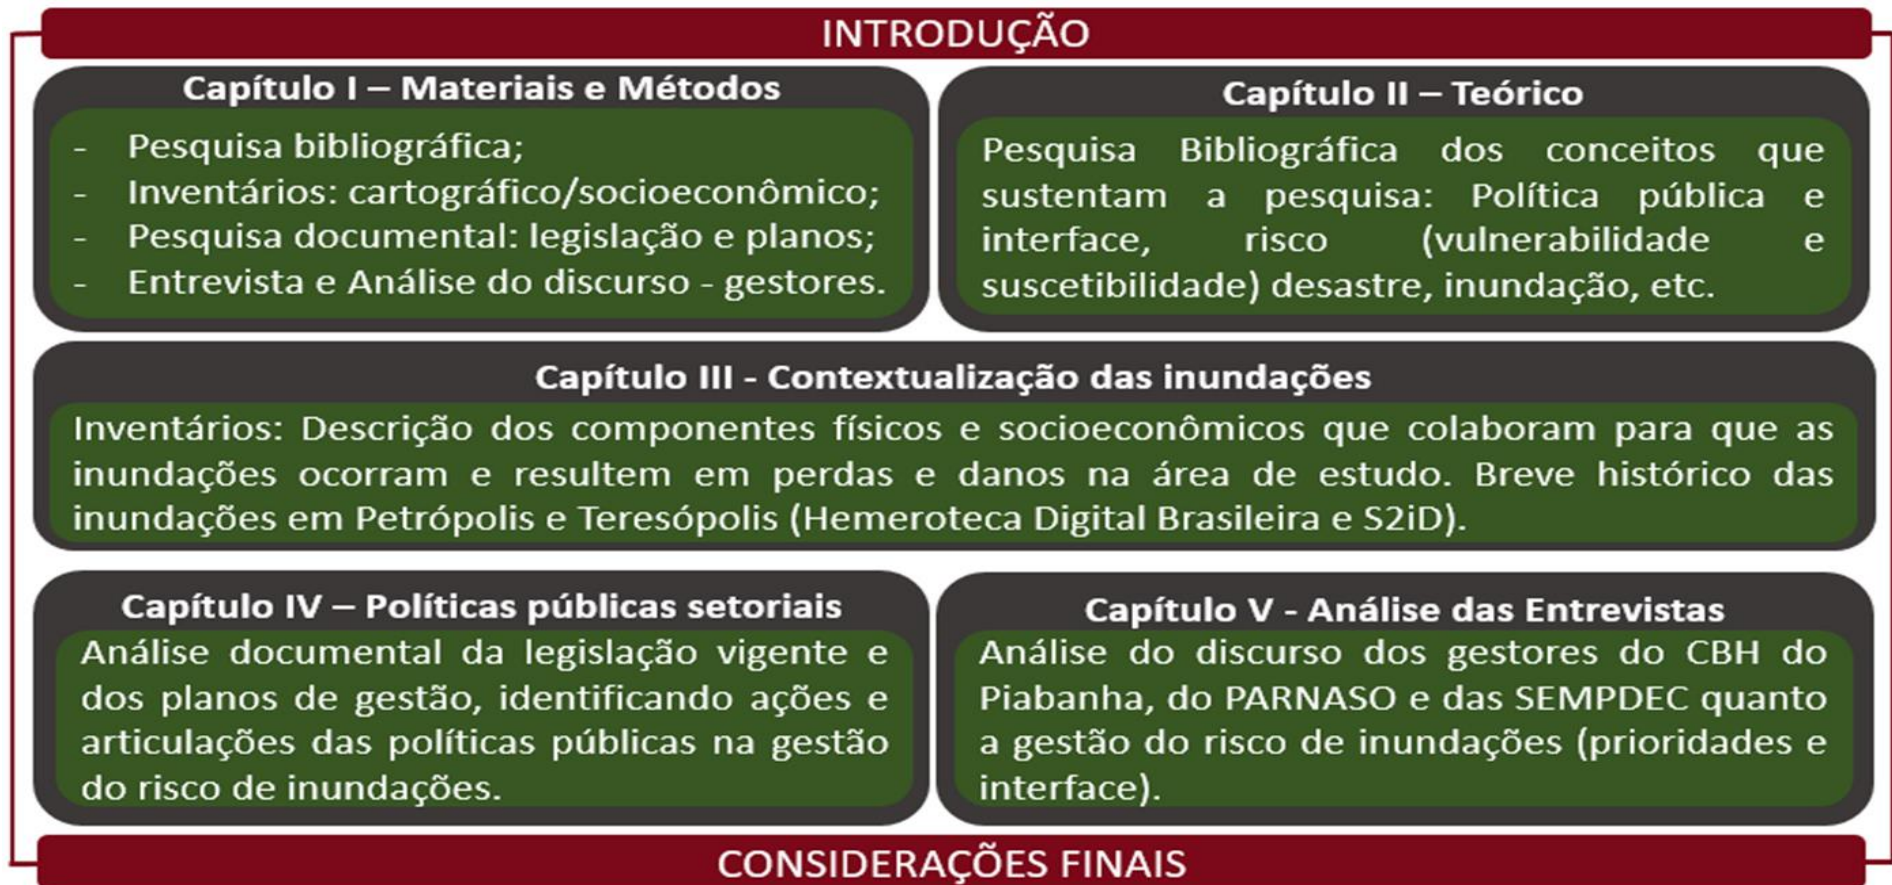 INTRODUÇÃO
Capítulo I – Materiais e Métodos
- Pesquisa bibliográfica;
- Inventários: cartográfico/socioeconômico;
- Pesquisa documental: legislação e planos;
- Entrevista e Análise do discurso - gestores.
Capítulo II – Teórico
Pesquisa Bibliográfica dos conceitos que
sustentam a pesquisa: Política pública e
interface, risco (vulnerabilidade e
suscetibilidade) desastre, inundação, etc.
Capítulo III - Contextualização das inundações
Inventários: Descrição dos componentes físicos e socioeconômicos que colaboram para que as
inundações ocorram e resultem em perdas e danos na área de estudo. Breve histórico das
inundações em Petrópolis e Teresópolis (Hemeroteca Digital Brasileira e S2iD).
Capítulo IV – Políticas públicas setoriais
Análise documental da legislação vigente e
dos planos de gestão, identificando ações e
articulações das políticas públicas na gestão
do risco de inundações.
Capítulo V - Análise das Entrevistas
Análise do discurso dos gestores do CBH do
Piabanha, do PARNASO e das SEMPDEC quanto
a gestão do risco de inundações (prioridades e
interface).
CONSIDERAÇÕES FINAIS